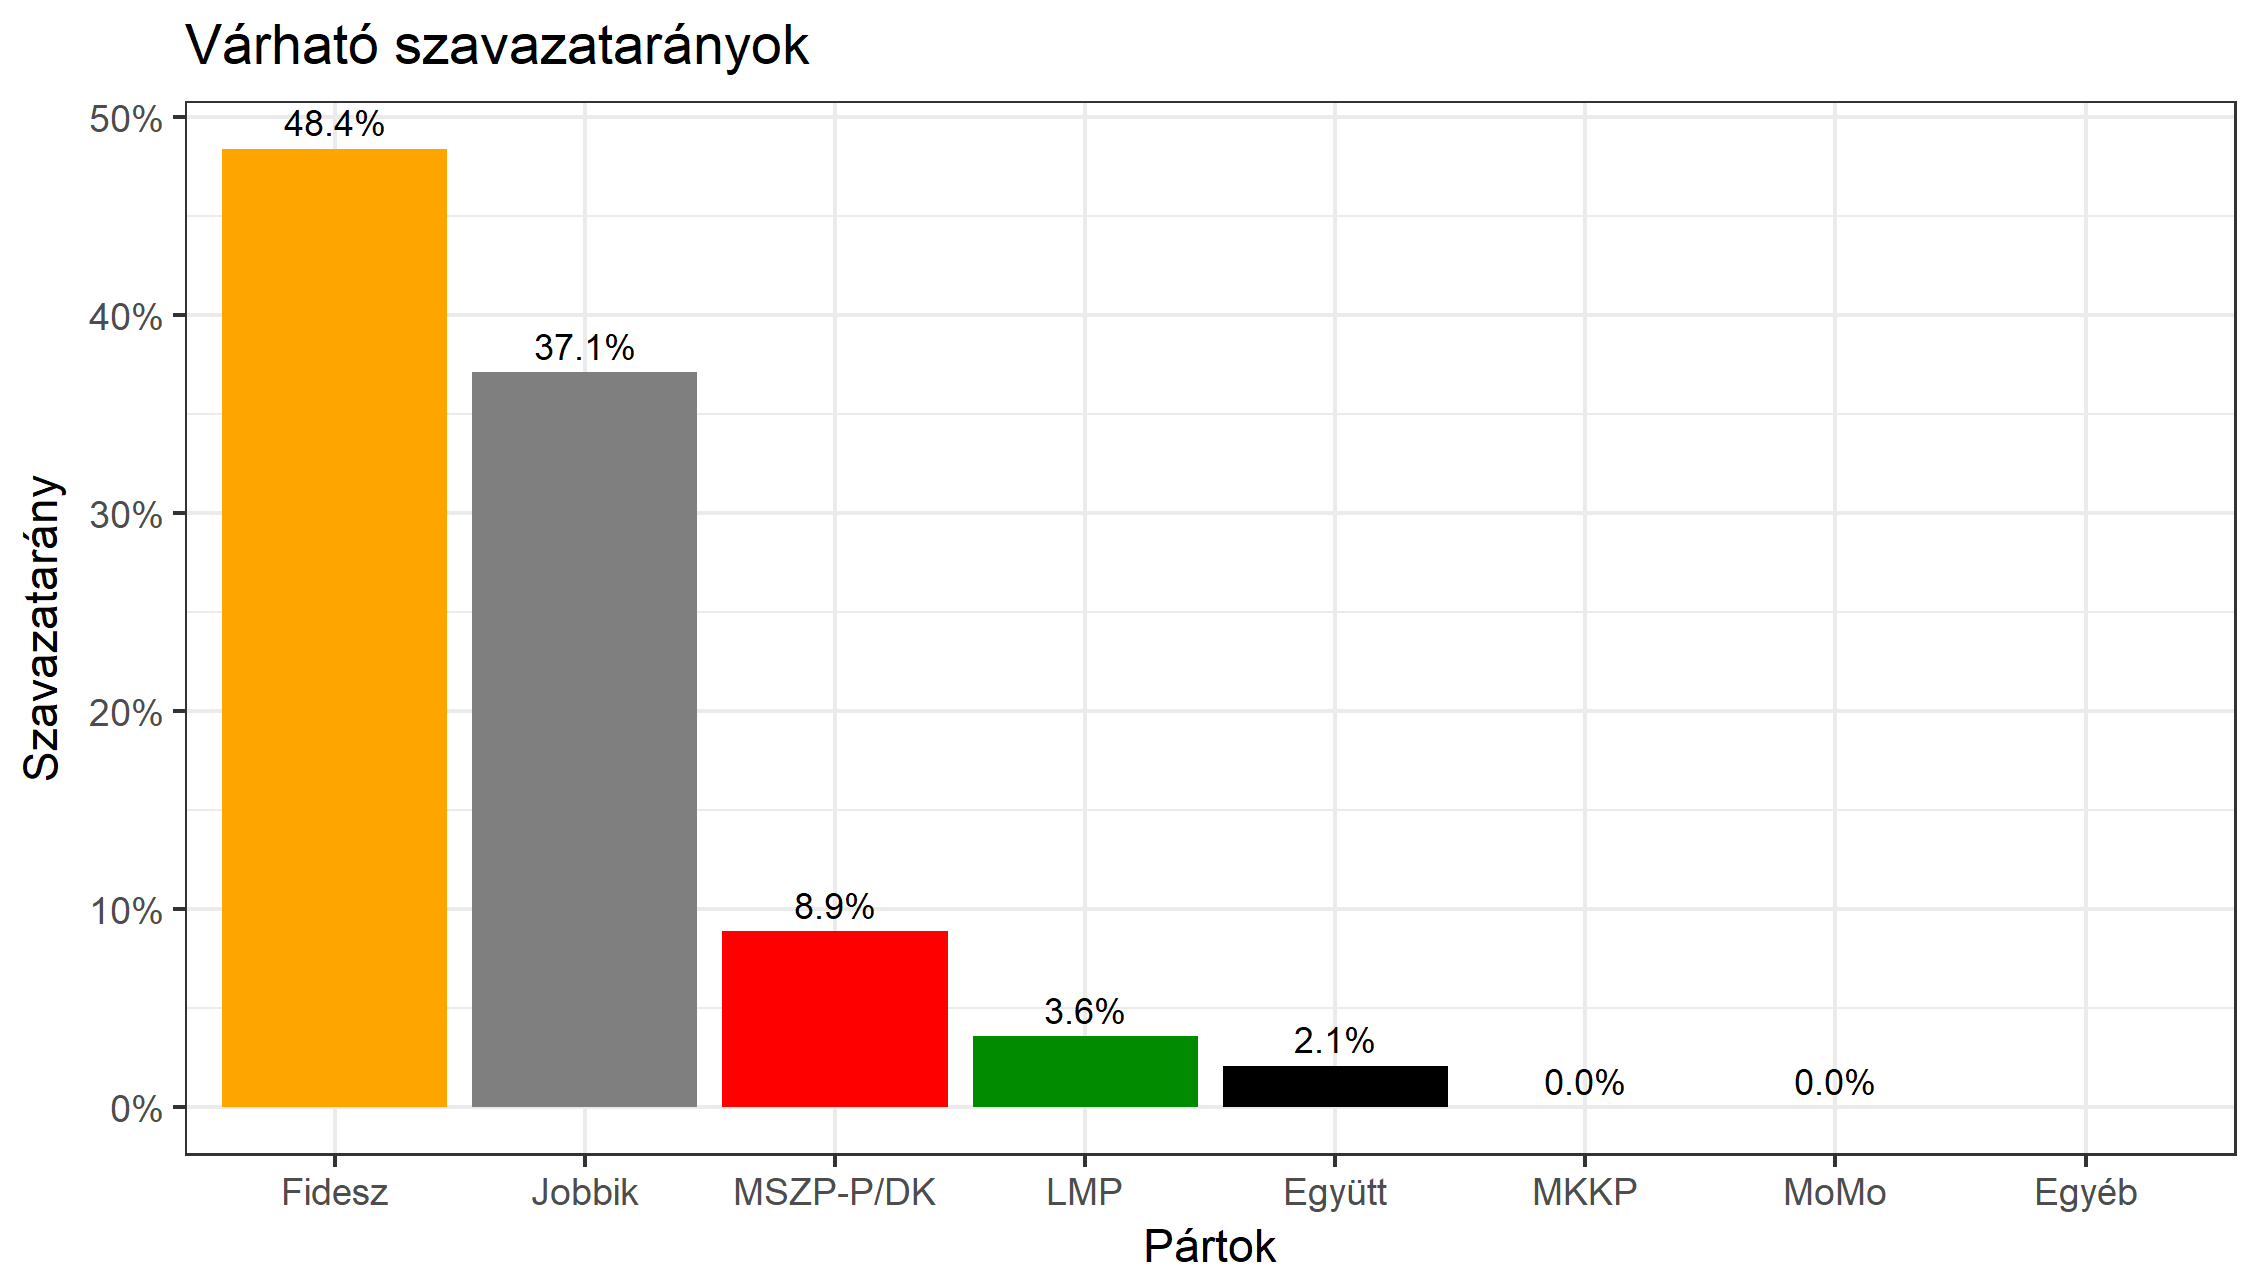 Várható szavazatarányok
Szavazatarány
50%
40%
30%
20%
10%
0%
48.4%
37.1%
8.9%
3.6%
2.1%
0.0%
0.0%
Fidesz
Jobbik
MSZP-P/DK
LMP
Együtt
MKKP
MoMo
Egyéb
Pártok